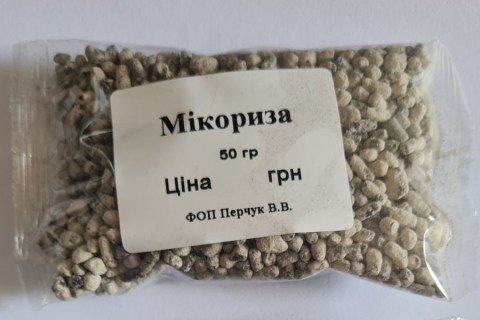 Мікориза
50 гр
Ціна грн
ФОП Перчук В.В.